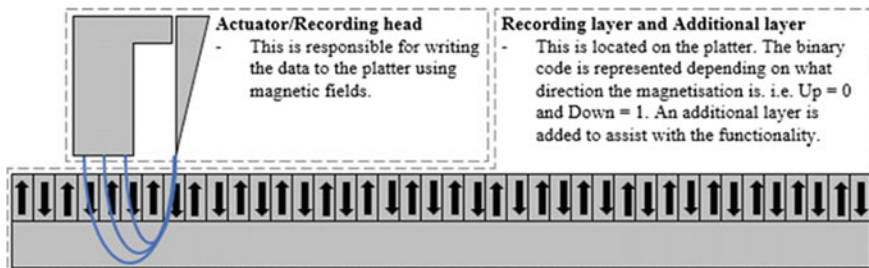 Actuator/Recording head
- This is responsible for writing
the data to the platter using
magnetic fields.
Recording layer and Additional layer
- This is located on the platter. The binary
code is represented depending on what
direction the magnetisation is. i.e. Up = 0
and Down = 1. An additional layer is
added to assist with the functionality.